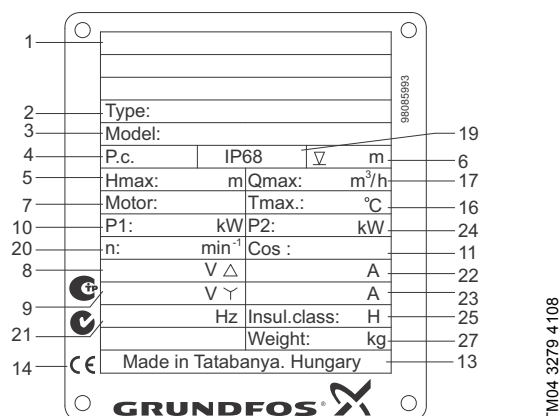 1
98085993
2 Type:
3 Model: 19
4 P.c. IP68 m 6
5 Hmax: m Qmax: m³/h 17
7 Motor: Tmax.: °C 16
10 P1: kW P2: kW 24
20 n: min⁻¹ Cos : 11
8 V △ A 22
9 V Y A 23
21 Hz Insul.class: H 25
Weight: kg 27
14 CE Made in Tatabanya. Hungary 13
GRUNDFOS
TM04 3279 4108